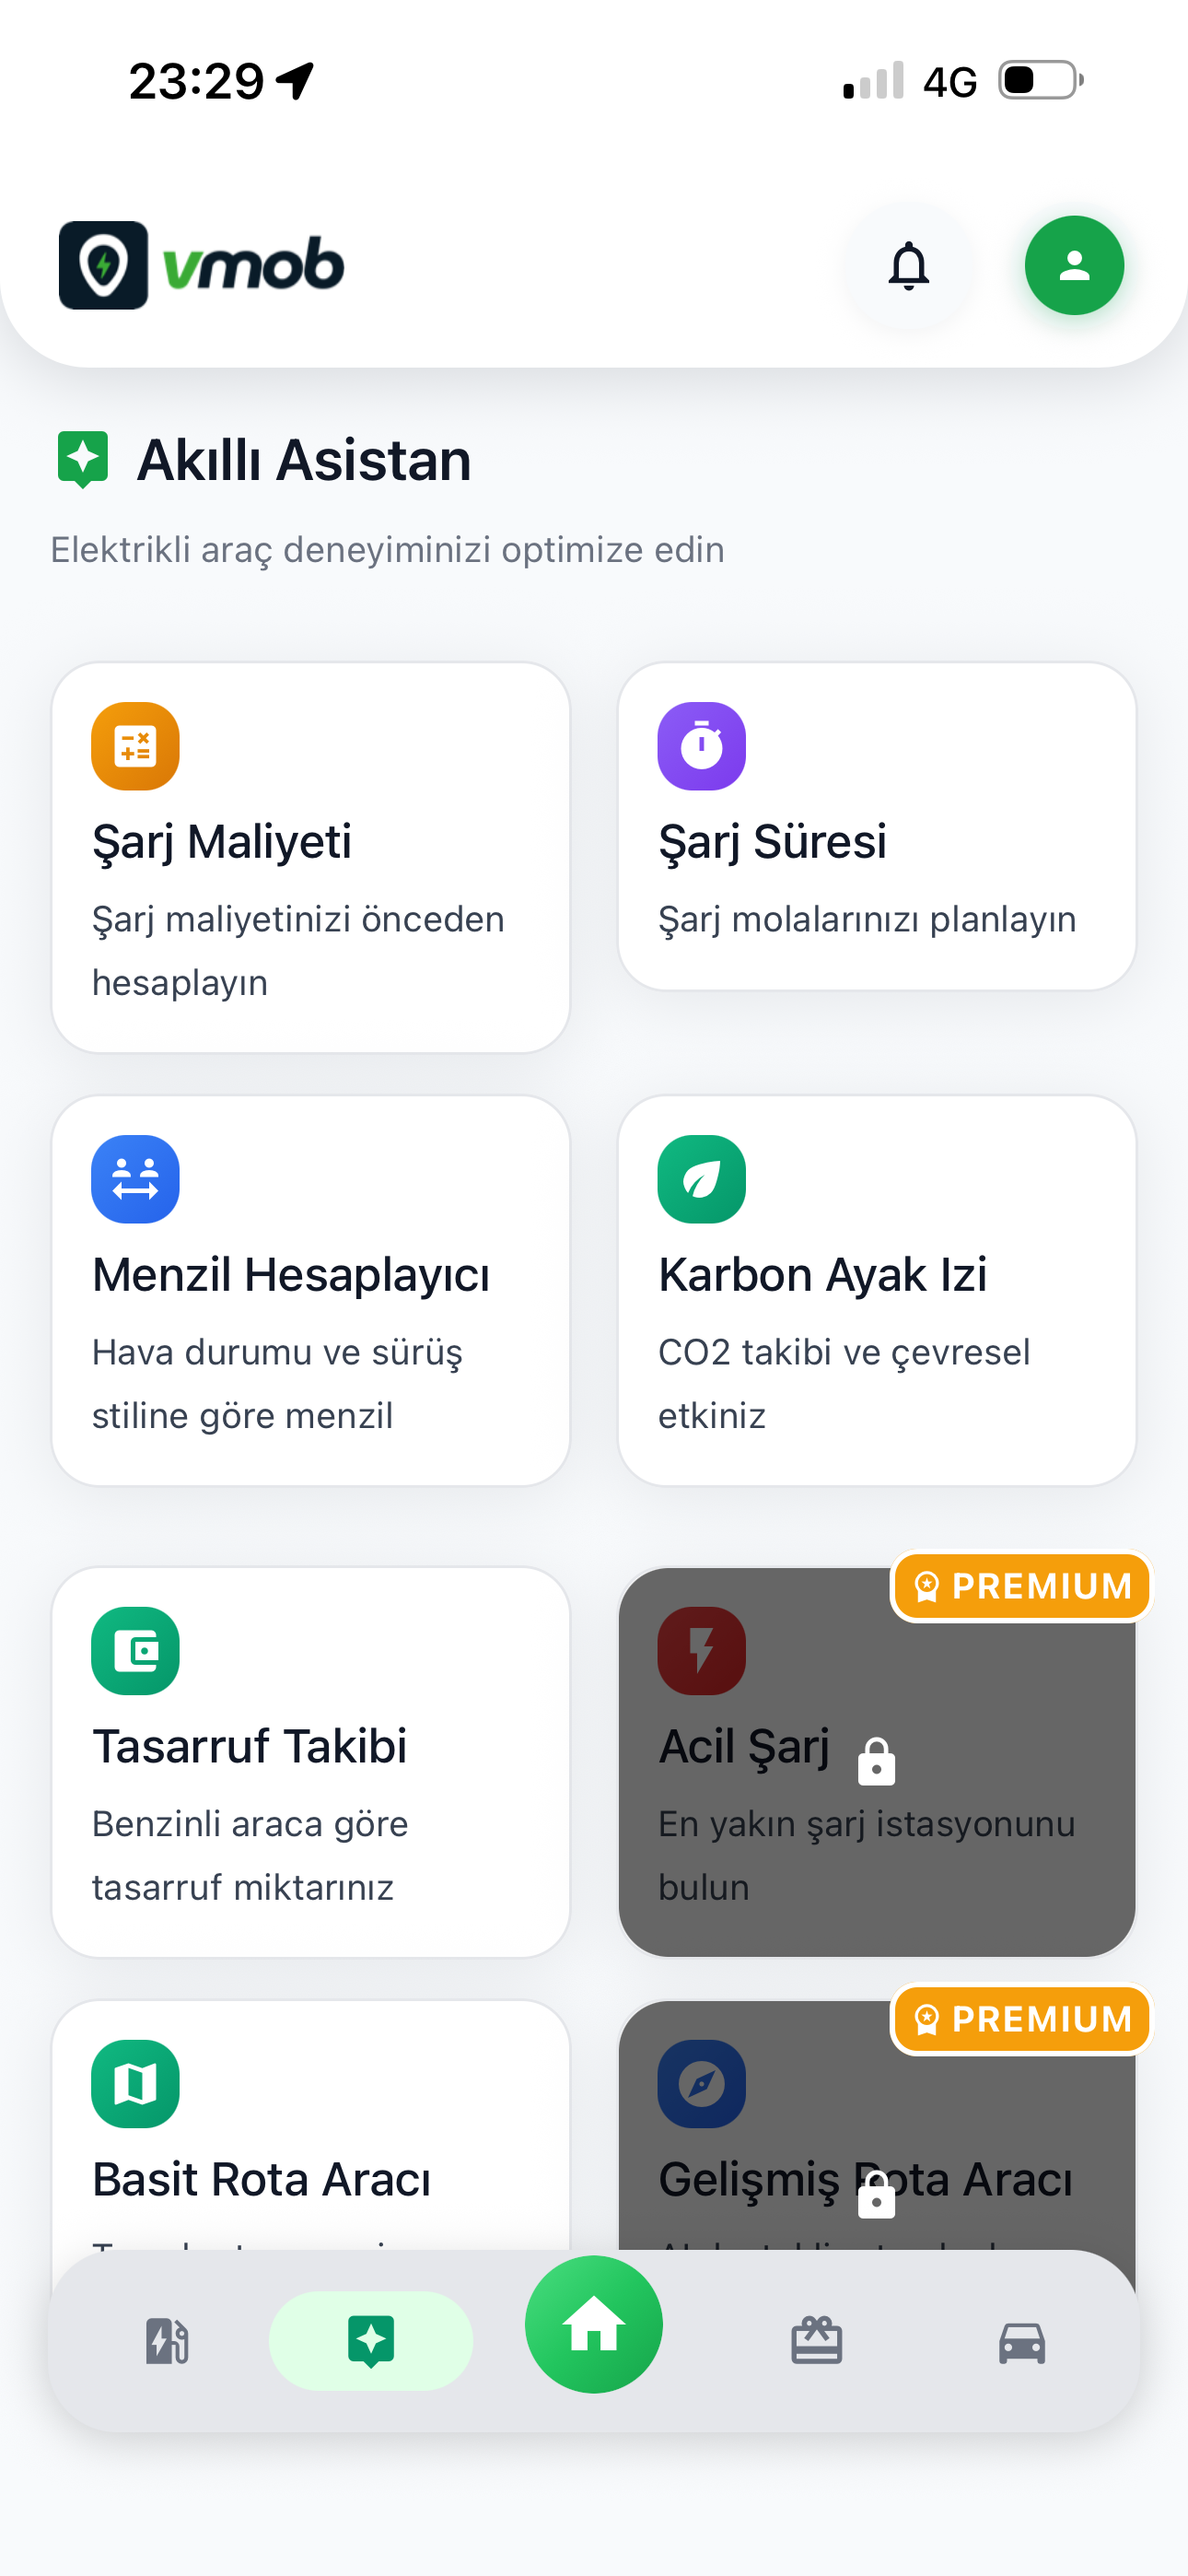 23:29
4G
vmob
Akıllı Asistan
Elektrikli araç deneyiminizi optimize edin
Şarj Maliyeti
Şarj maliyetinizi önceden
hesaplayın
Şarj Süresi
Şarj molalarınızı planlayın
Menzil Hesaplayıcı
Hava durumu ve sürüş
stiline göre menzil
Karbon Ayak Izi
CO2 takibi ve çevresel
etkiniz
Tasarruf Takibi
Benzinli araca göre
tasarruf miktarınız
PREMIUM
Acil Şarj
En yakın şarj istasyonunu
bulun
Basit Rota Aracı
PREMIUM
Gelişmiş Rota Aracı